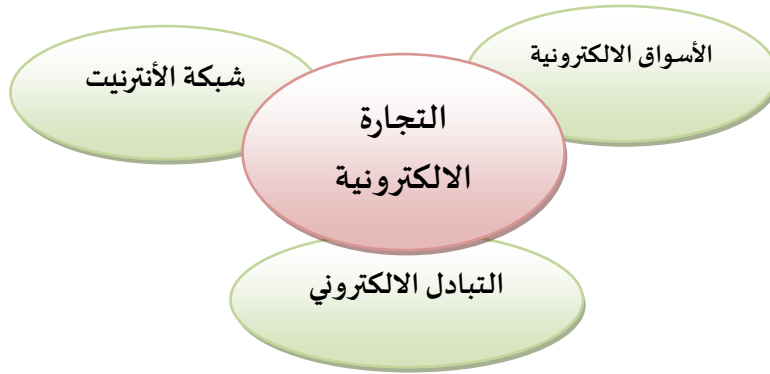 الأسواق الالكترونية
شبكة الأنترنيت
التجارة
الالكترونية
التبادل الالكتروني